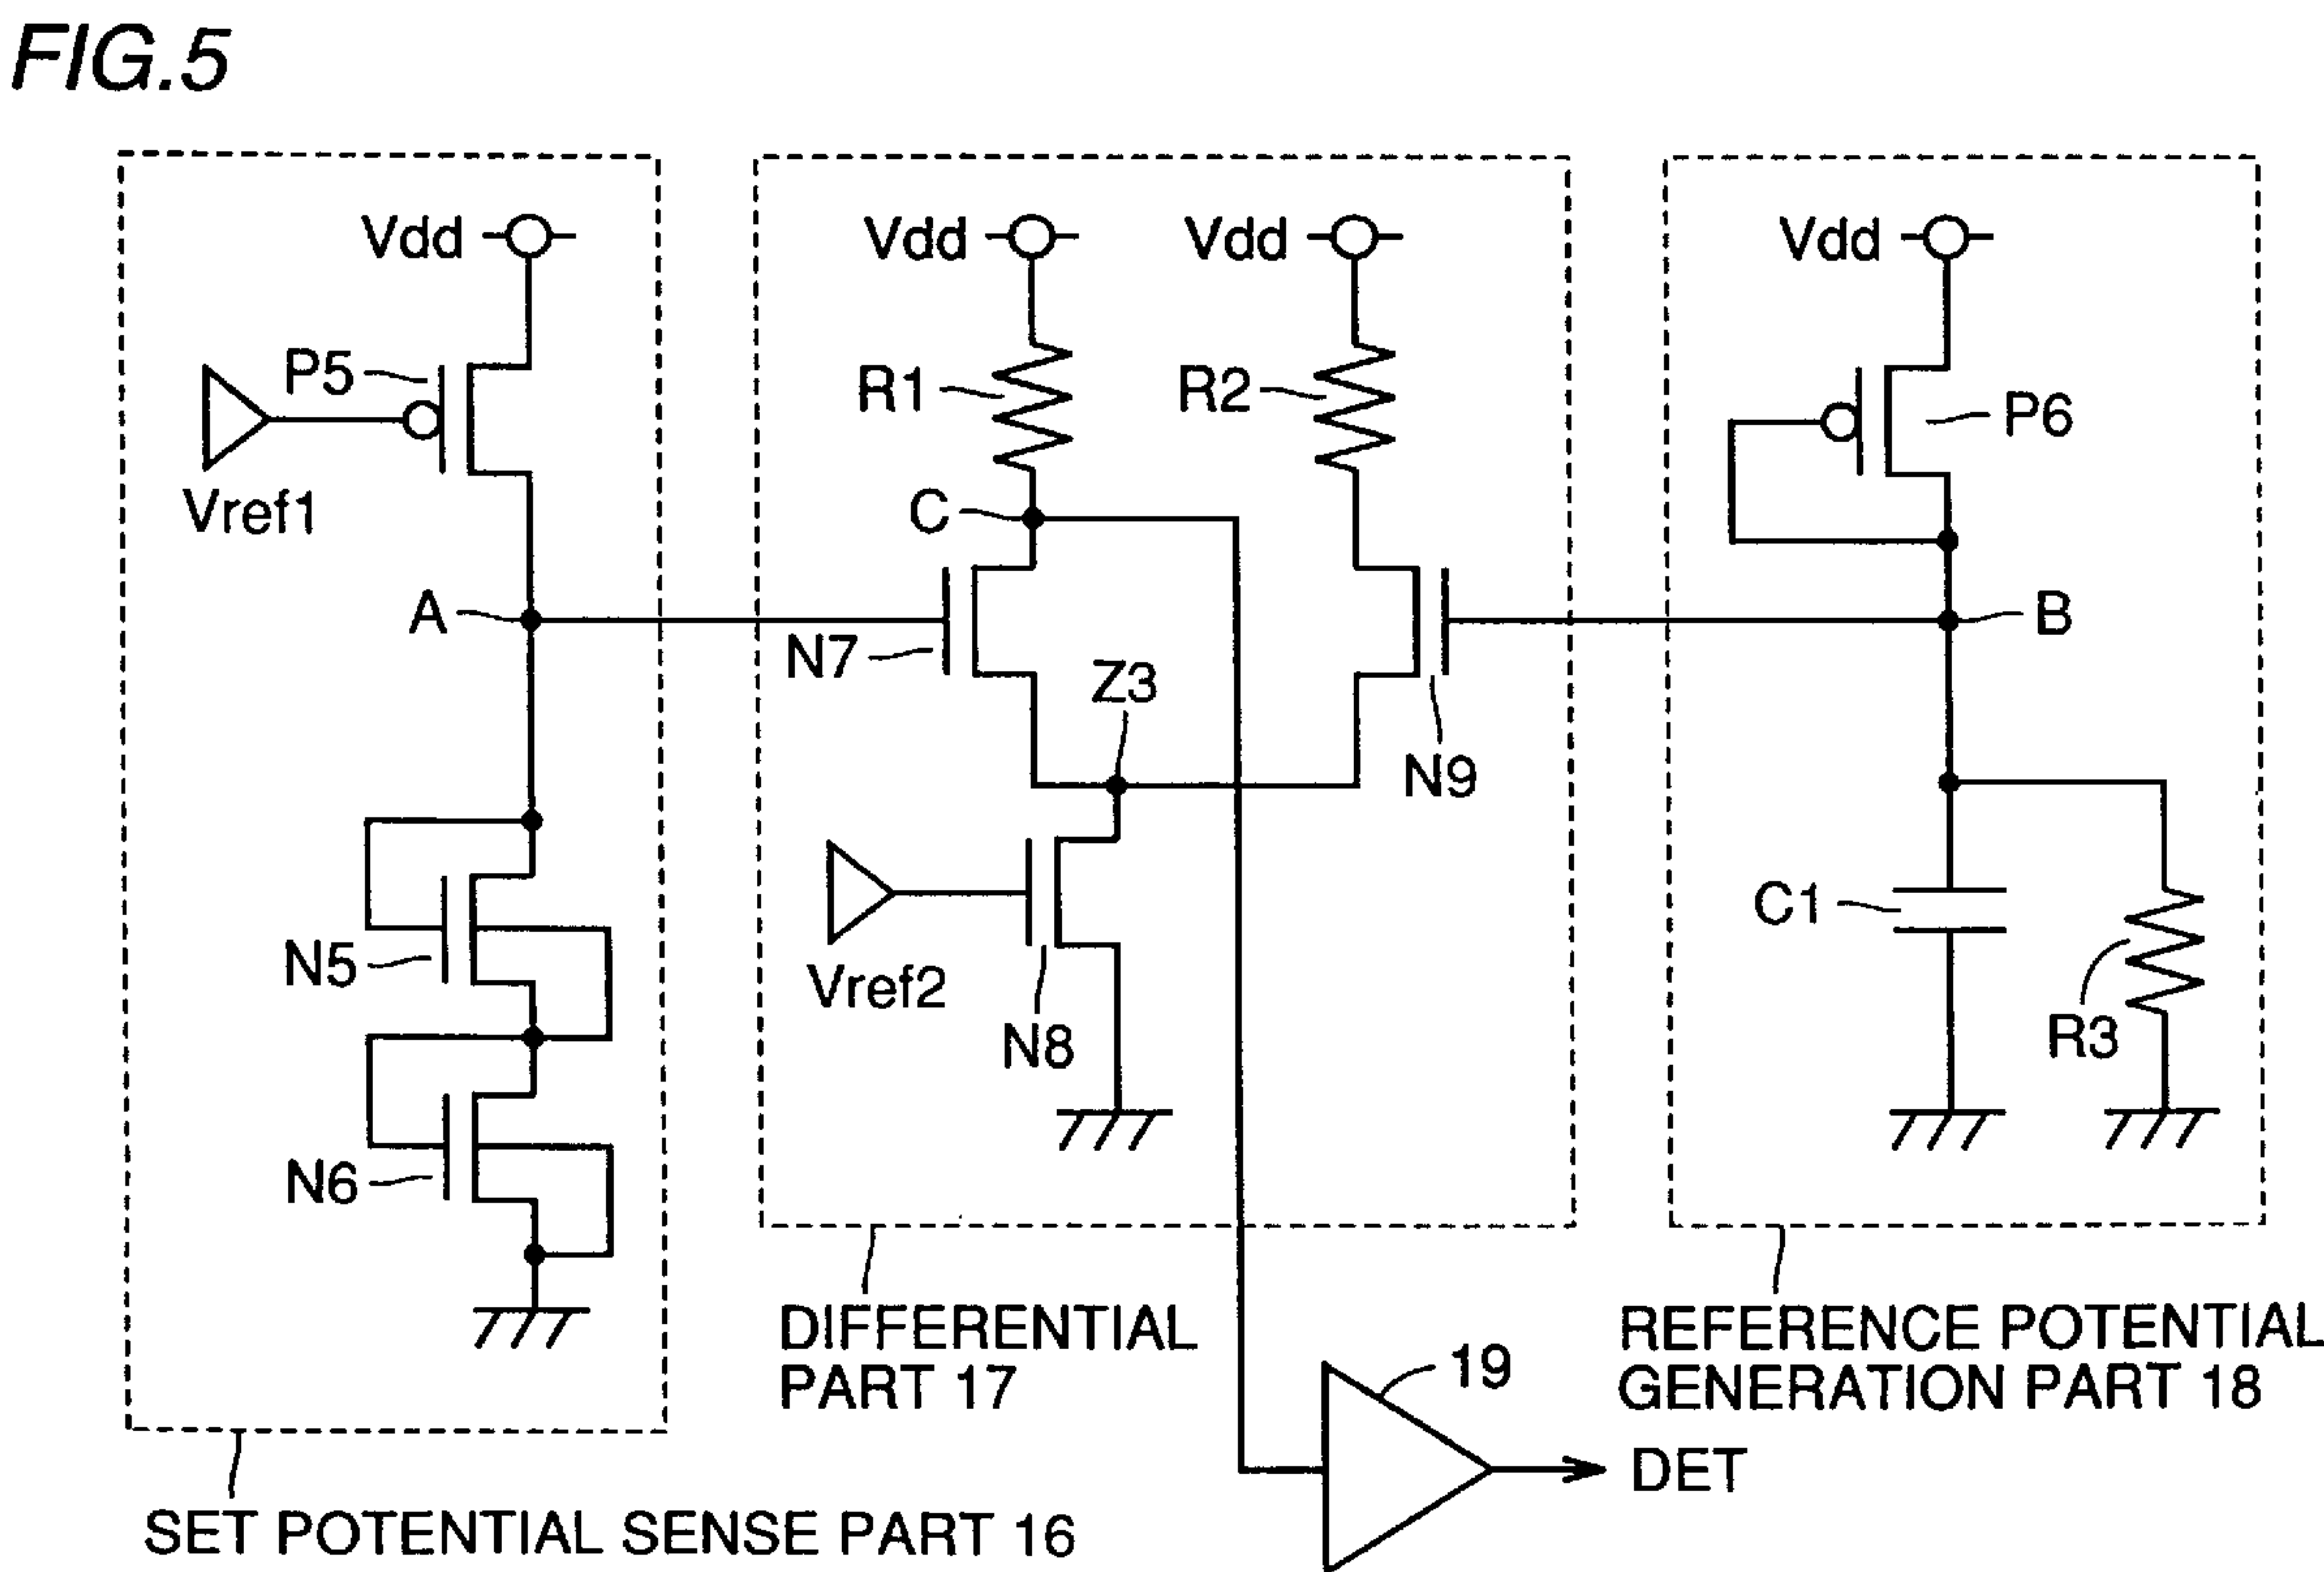 FIG.5
Vdd
Vdd
Vdd
Vdd
P5
R1
R2
P6
Vref1
C
A
N7
Z3
B
N9
C1
N5
Vref2
N8
R3
N6
DIFFERENTIAL
PART 17
19
REFERENCE POTENTIAL
GENERATION PART 18
DET
SET POTENTIAL SENSE PART 16